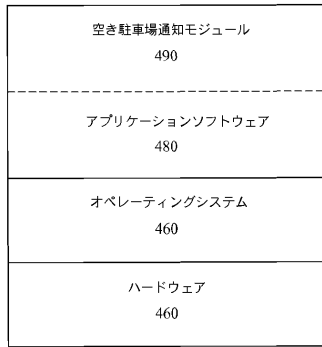 空き駐車場通知モジュール
490
アプリケーションソフトウェア
480
オペレーティングシステム
460
ハードウェア
460